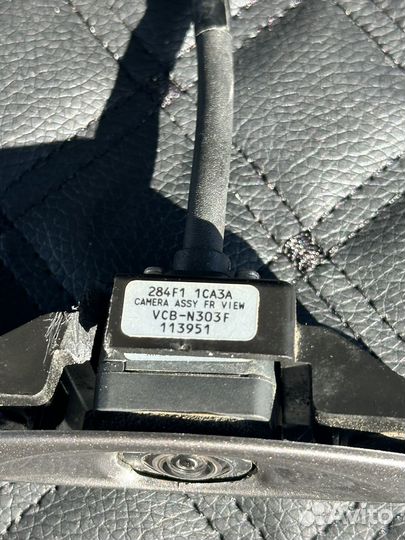 284F1 1CA3A
CAMERA ASSY FR VIEW
VCB-N303F
113951
Avito